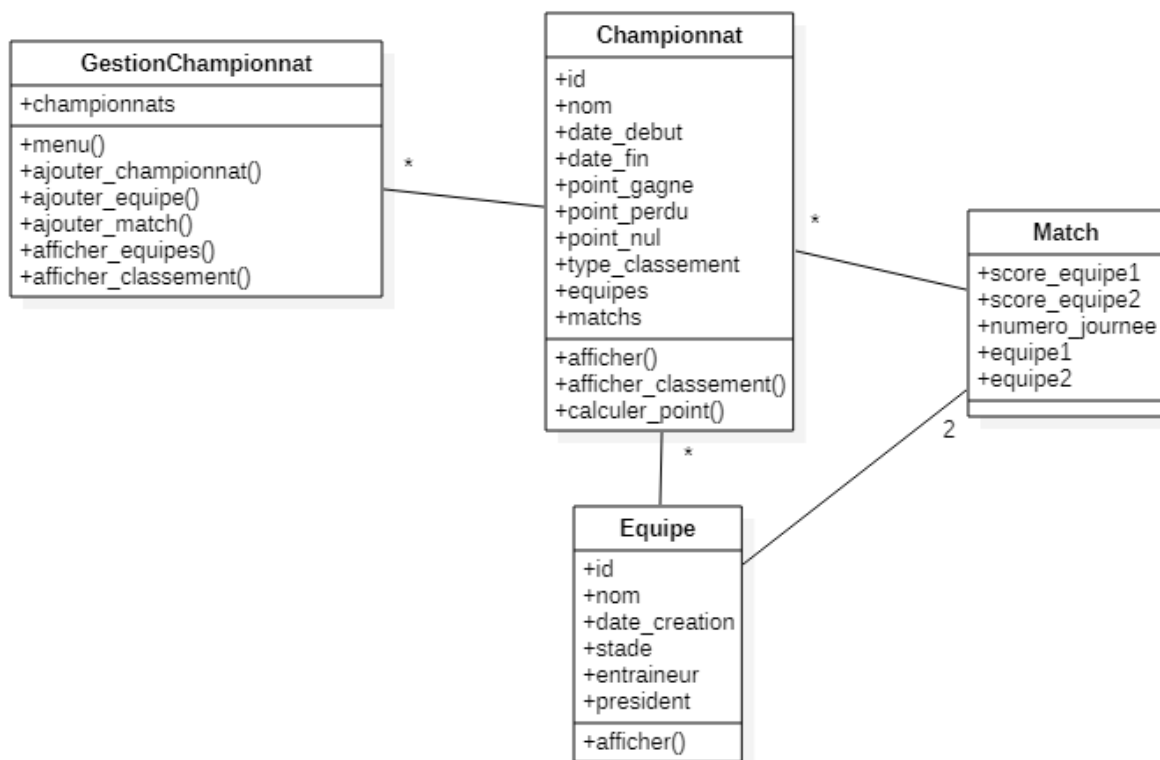 GestionChampionnat
+championnats
+menu()
+ajouter_championnat()
+ajouter_equipe()
+ajouter_match()
+afficher_equipes()
+afficher_classement()
*
Championnat
+id
+nom
+date_debut
+date_fin
+point_gagne
+point_perdu
+point_nul
+type_classement
+equipes
+matchs
+afficher()
+afficher_classement()
+calculer_point()
*
*
Match
+score_equipe1
+score_equipe2
+numero_journee
+equipe1
+equipe2
2
Equipe
+id
+nom
+date_creation
+stade
+entraineur
+president
+afficher()